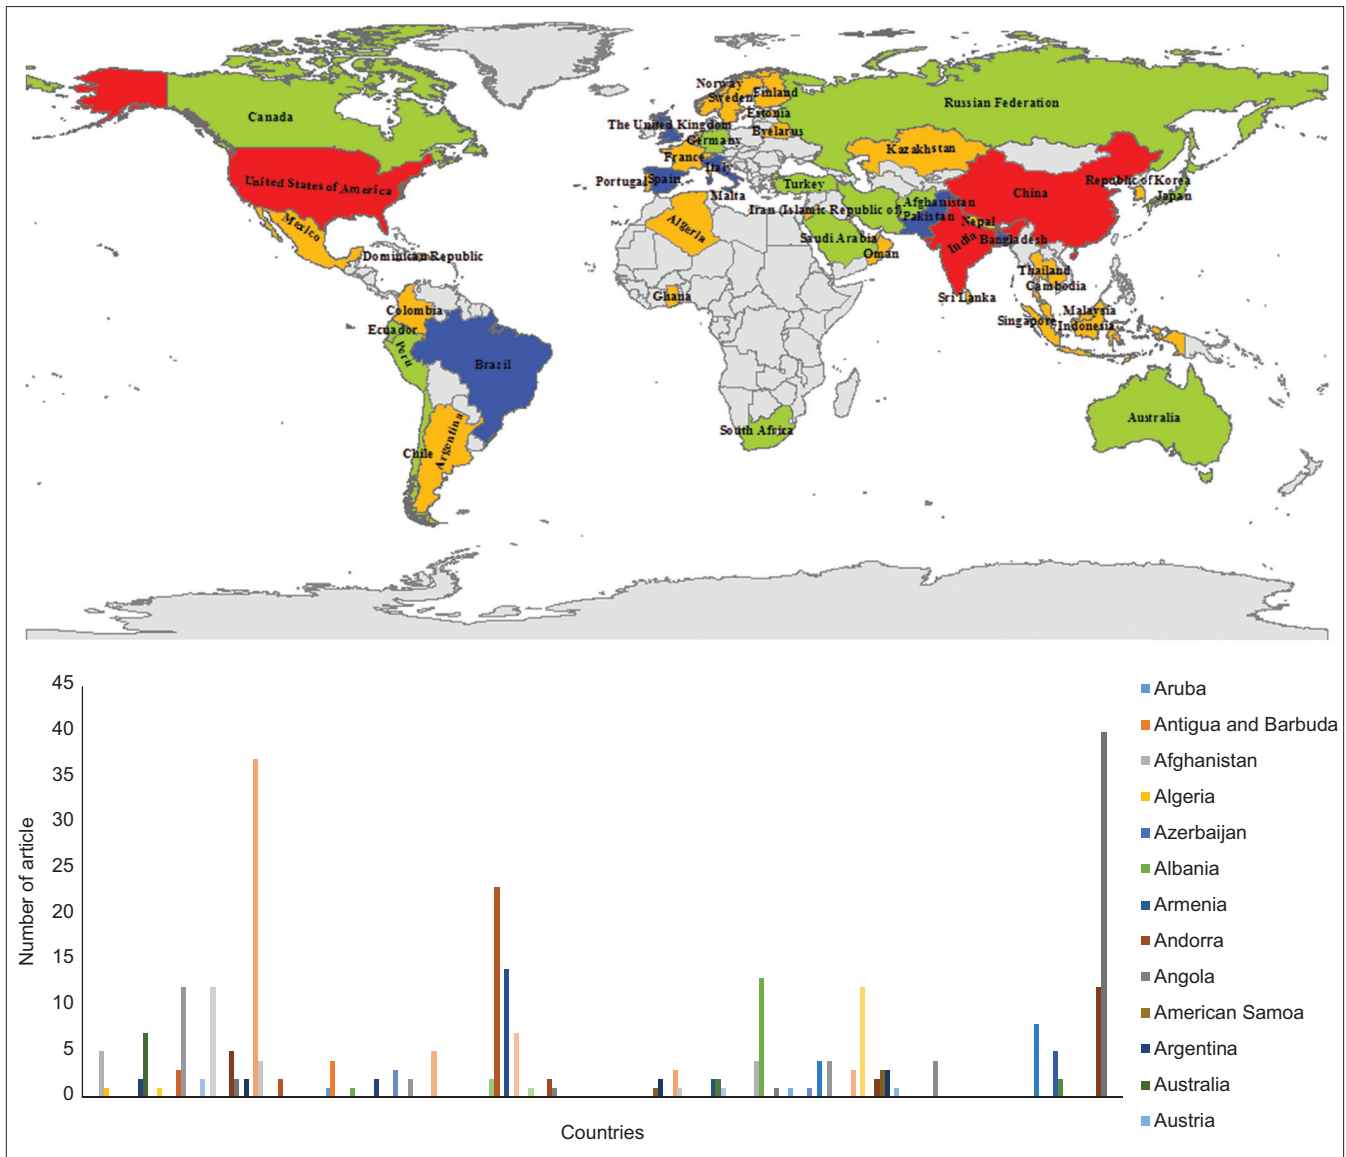 Norway
Sweden
Finland
Estonia
Byelarus
Russian Federation
Canada
The United Kingdom
Germany
France
Italy
Kazakhstan
United States of America
Portugal
Spain
Malta
Turkey
China
Republic of Korea
Japan
Mexico
Algeria
Iran (Islamic Republic of)
Afghanistan
Pakistan
Nepal
India
Bangladesh
Saudi Arabia
Oman
Dominican Republic
Thailand
Cambodia
Ghana
Sri Lanka
Colombia
Ecuador
Peru
Malaysia
Singapore
Indonesia
Brazil
Australia
South Africa
Chile
Argentina
45
40
35
30
25
20
15
10
5
0
Number of article
Countries
Aruba
Antigua and Barbuda
Afghanistan
Algeria
Azerbaijan
Albania
Armenia
Andorra
Angola
American Samoa
Argentina
Australia
Austria